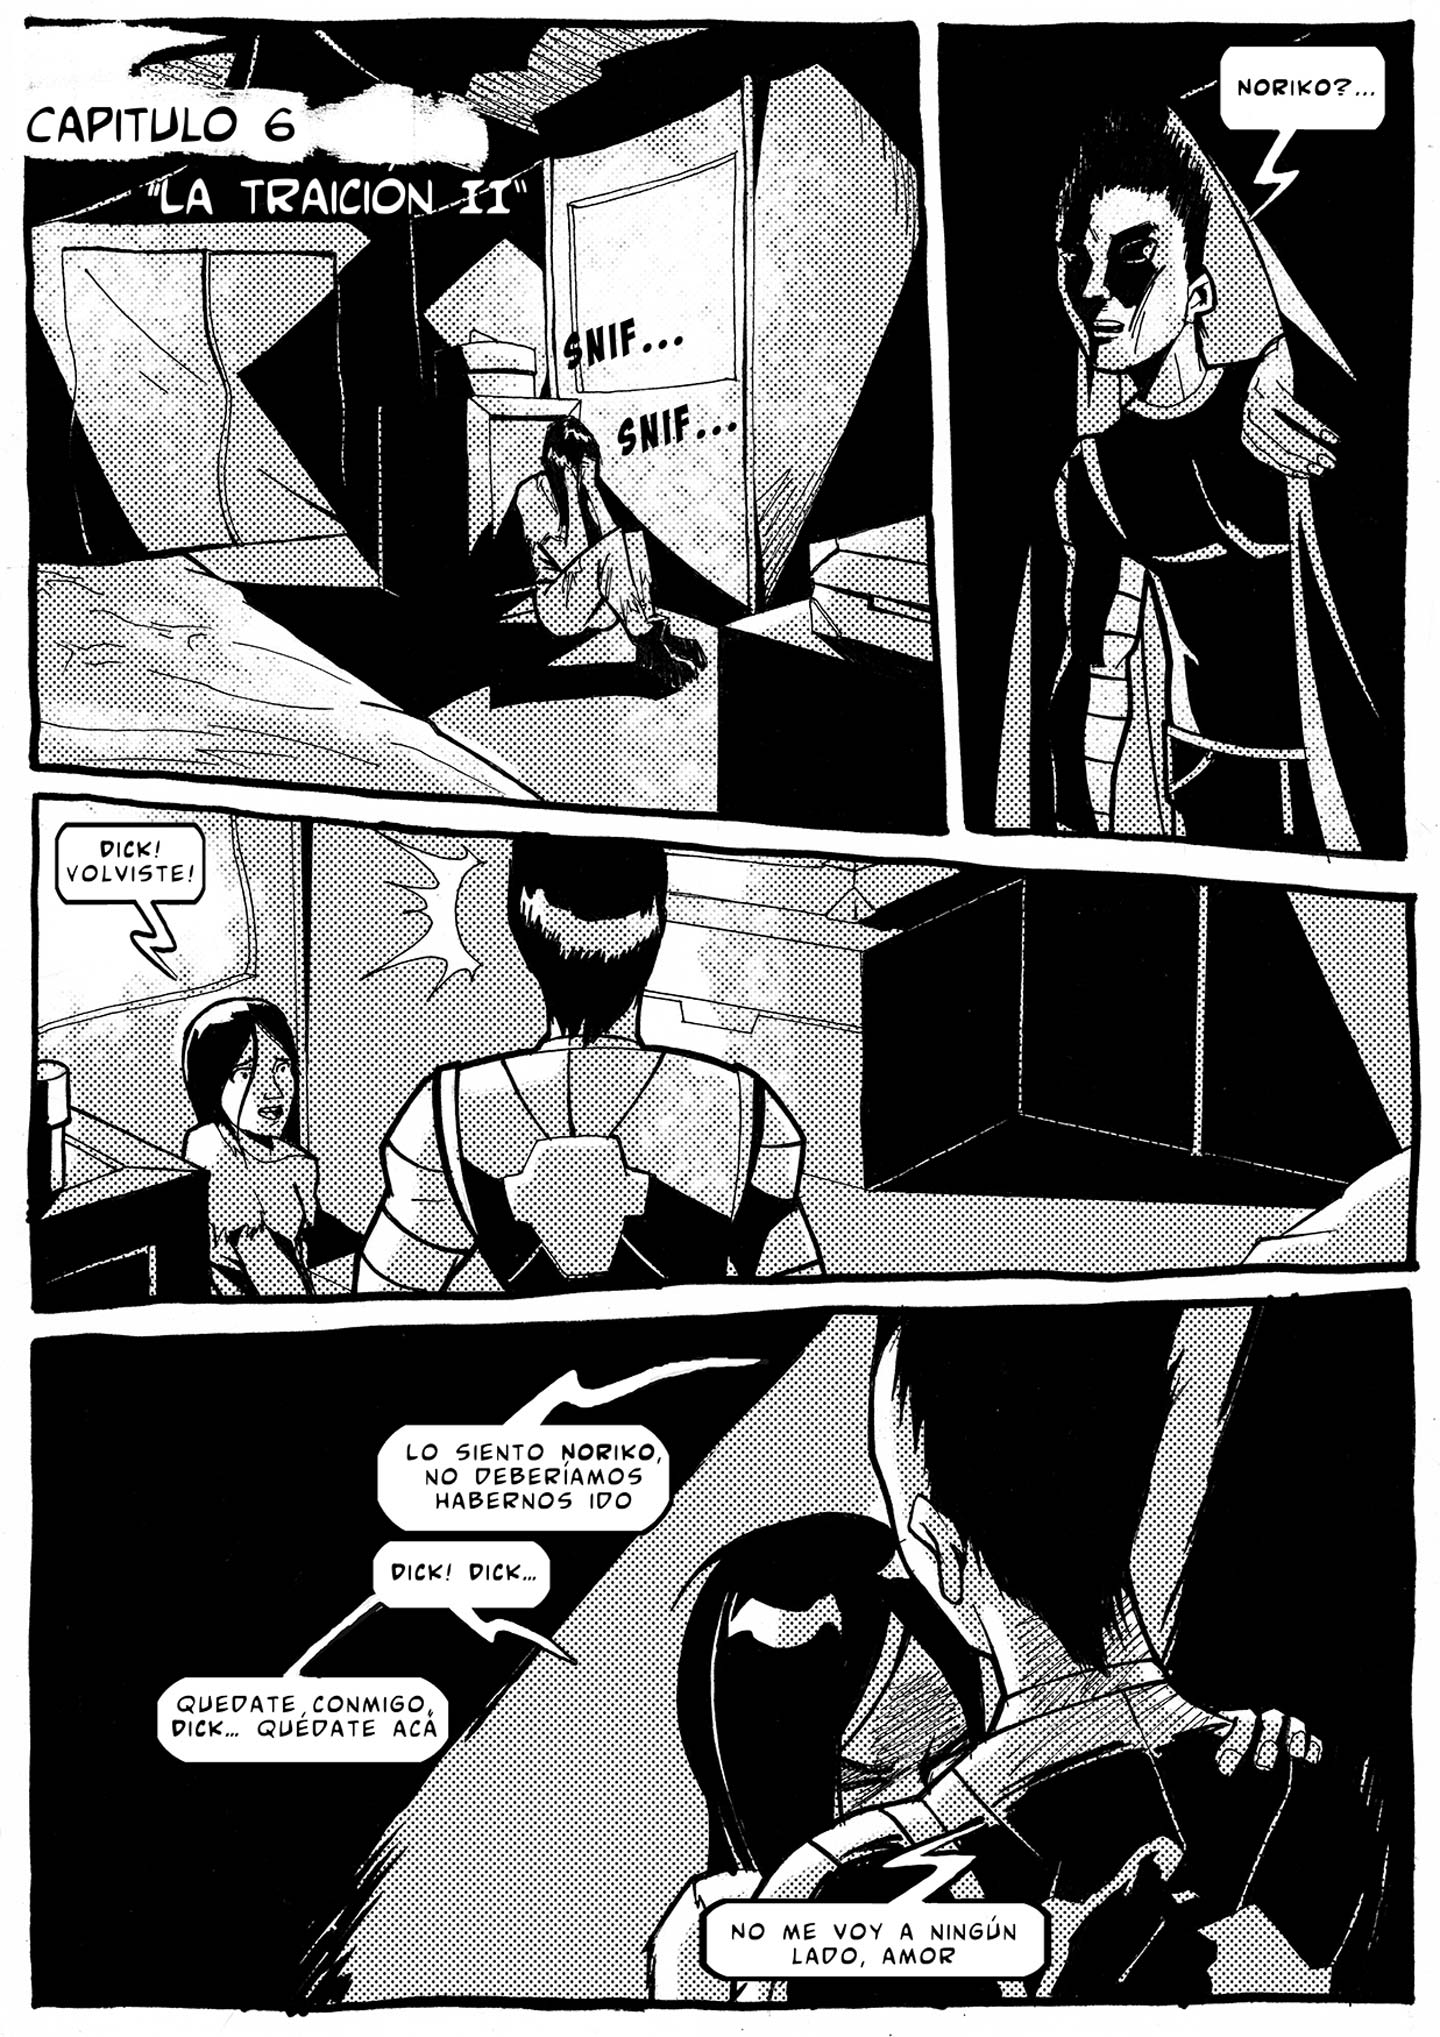 CAPITULO 6
"LA TRAICIÓN II"
SNIF...
SNIF...
NORIKO?...
DICK!
VOLVISTE!
LO SIENTO NORIKO,
NO DEBERÍAMOS
HABERNOS IDO
DICK! DICK...
QUEDATE CONMIGO,
DICK... QUÉDATE ACÁ
NO ME VOY A NINGÚN
LADO, AMOR